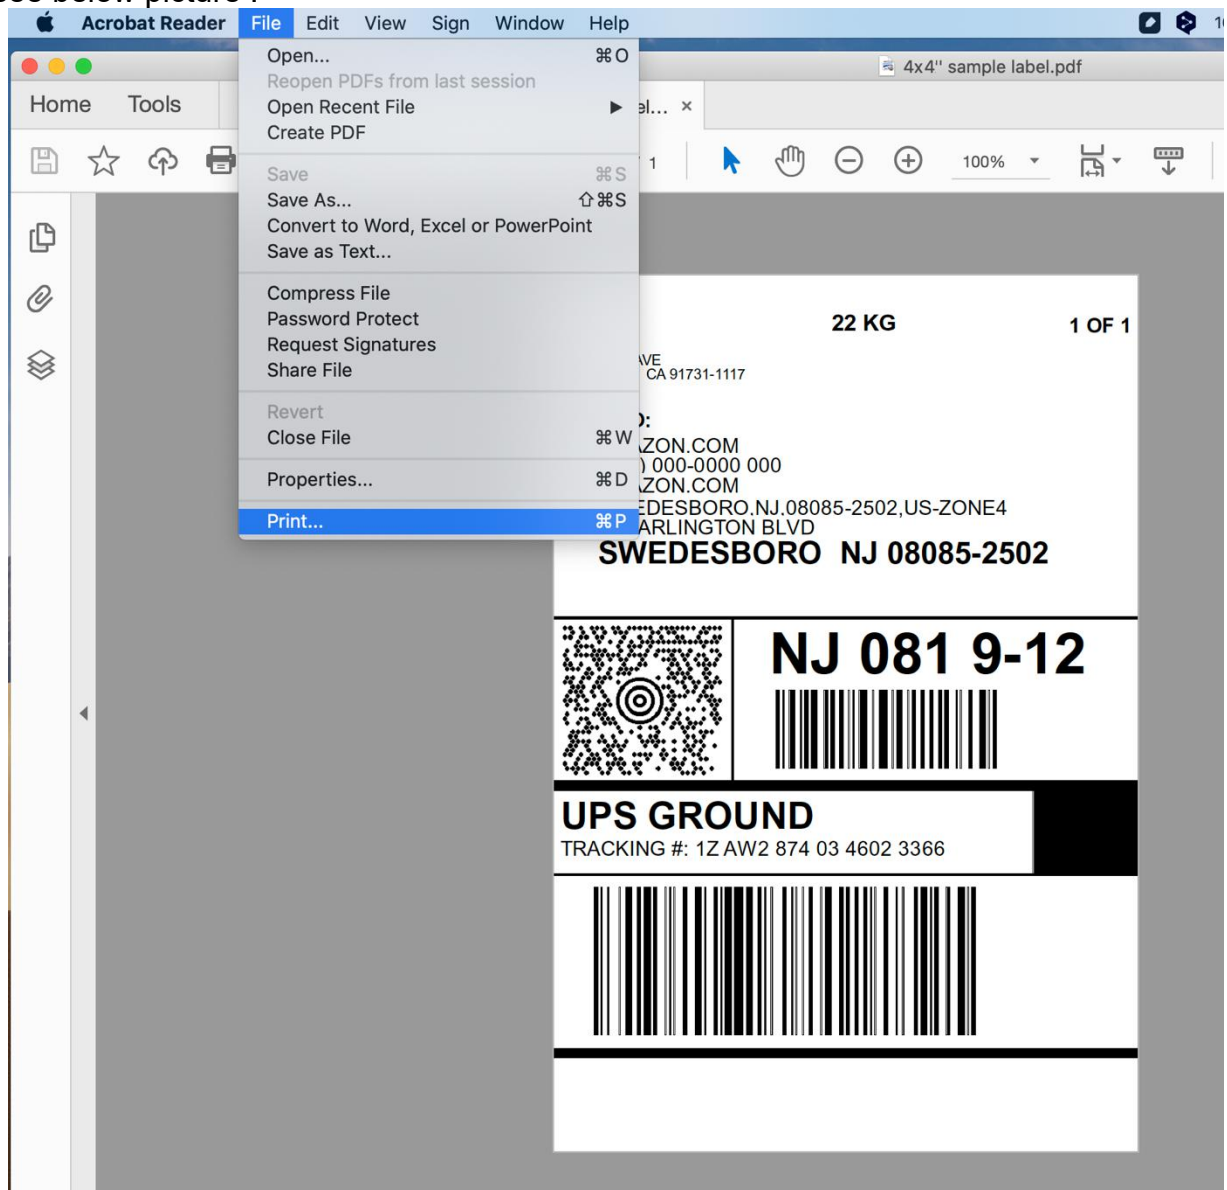 Acrobat Reader File Edit View Sign Window Help
4x4" sample label.pdf
Home Tools
Open... ⌘O
Reopen PDFs from last session
Open Recent File ▶
Create PDF
Save ⌘S
Save As... ⇧⌘S
Convert to Word, Excel or PowerPoint
Save as Text...
Compress File
Password Protect
Request Signatures
Share File
Revert
Close File ⌘W
Properties... ⌘D
Print... ⌘P
el... ×
1
100%
22 KG 1 OF 1
CA 91731-1117
ZON.COM
000-0000 000
ZON.COM
EDESBORO.NJ.08085-2502,US-ZONE4
ARLINGTON BLVD
SWEDESBORO NJ 08085-2502
NJ 081 9-12
UPS GROUND
TRACKING #: 1Z AW2 874 03 4602 3366